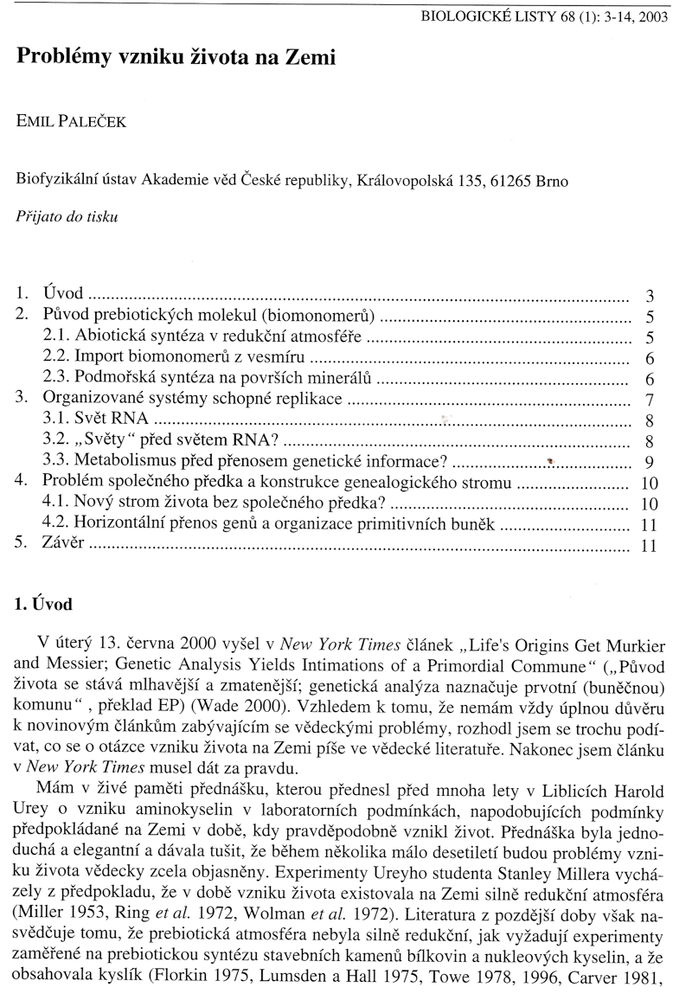 BIOLOGICKÉ LISTY 68 (1): 3-14, 2003
Problémy vzniku života na Zemi
EMIL PALEČEK
Biofyzikální ústav Akademie věd České republiky, Královopolská 135, 61265 Brno
Přijato do tisku
1. Úvod ........................................................................................................................ 3
2. Původ prebiotických molekul (biomonomerů) ........................................................ 5
2.1. Abiotická syntéza v redukční atmosféře ........................................................... 5
2.2. Import biomonomerů z vesmíru ....................................................................... 6
2.3. Podmořská syntéza na površích minerálů ........................................................ 6
3. Organizované systémy schopné replikace ............................................................... 7
3.1. Svět RNA ......................................................................................................... 8
3.2. „Světy“ před světem RNA? ............................................................................. 8
3.3. Metabolismus před přenosem genetické informace? ........................................ 9
4. Problém společného předka a konstrukce genealogického stromu ......................... 10
4.1. Nový strom života bez společného předka? ..................................................... 10
4.2. Horizontální přenos genů a organizace primitivních buněk ............................. 11
5. Závěr ....................................................................................................................... 11
1. Úvod
V úterý 13. června 2000 vyšel v New York Times článek „Life's Origins Get Murkier
and Messier; Genetic Analysis Yields Intimations of a Primordial Commune“ („Původ
života se stává mlhavější a zmatenější; genetická analýza naznačuje prvotní (buněčnou)
komunu“ , překlad EP) (Wade 2000). Vzhledem k tomu, že nemám vždy úplnou důvěru
k novinovým článkům zabývajícím se vědeckými problémy, rozhodl jsem se trochu podí-
vat, co se o otázce vzniku života na Zemi píše ve vědecké literatuře. Nakonec jsem článku
v New York Times musel dát za pravdu.
Mám v živé paměti přednášku, kterou přednesl před mnoha lety v Liblicích Harold
Urey o vzniku aminokyselin v laboratorních podmínkách, napodobujících podmínky
předpokládané na Zemi v době, kdy pravděpodobně vznikl život. Přednáška byla jedno-
duchá a elegantní a dávala tušit, že během několika málo desetiletí budou problémy vzni-
ku života vědecky zcela objasněny. Experimenty Ureyho studenta Stanley Millera vychá-
zely z předpokladu, že v době vzniku života existovala na Zemi silně redukční atmosféra
(Miller 1953, Ring et al. 1972, Wolman et al. 1972). Literatura z pozdější doby však na-
svědčuje tomu, že prebiotická atmosféra nebyla silně redukční, jak vyžadují experimenty
zaměřené na prebiotickou syntézu stavebních kamenů bílkovin a nukleových kyselin, a že
obsahovala kyslík (Florkin 1975, Lumsden a Hall 1975, Towe 1978, 1996, Carver 1981,